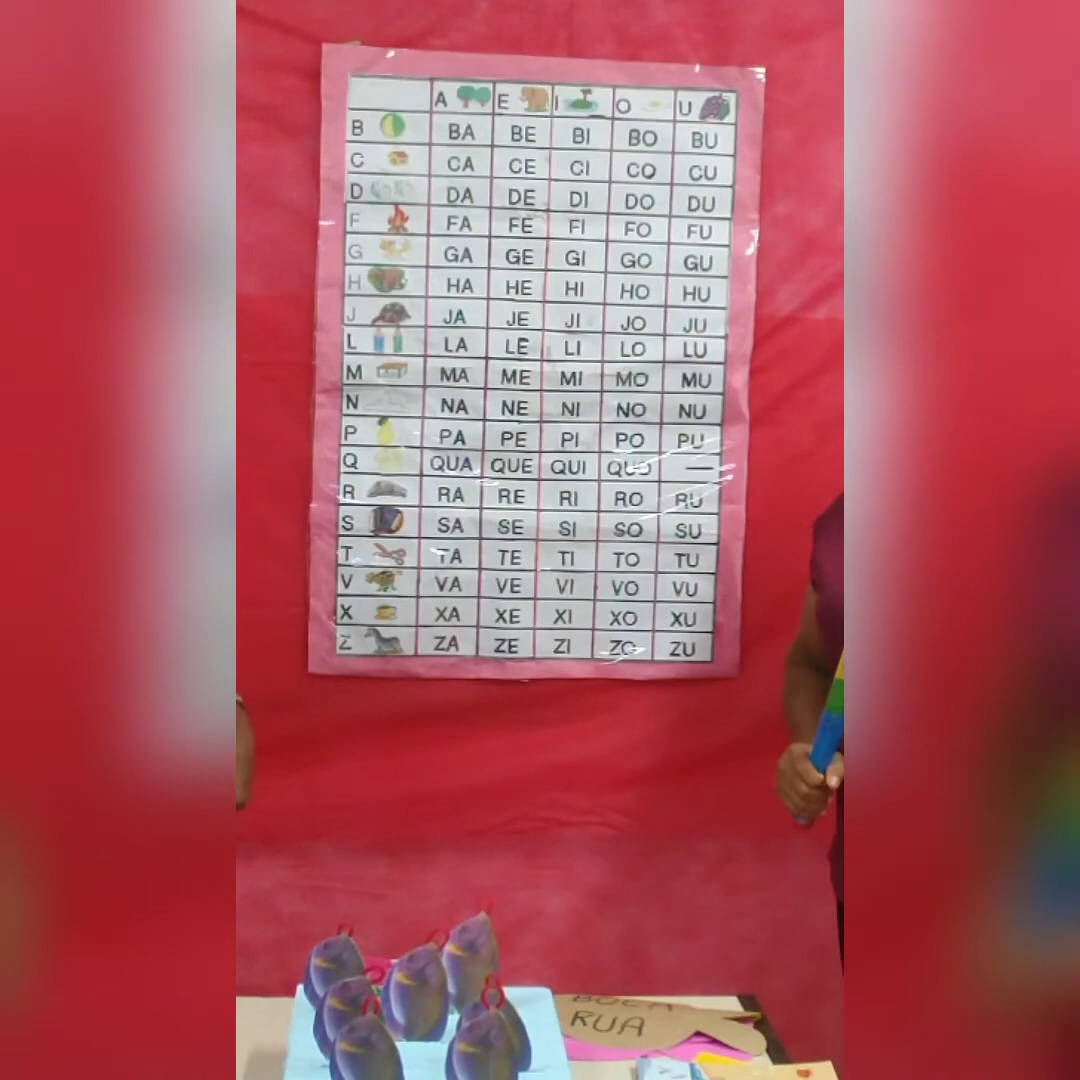 A E I O U
B BA BE BI BO BU
C CA CE CI CO CU
D DA DE DI DO DU
F FA FE FI FO FU
G GA GE GI GO GU
H HA HE HI HO HU
J JA JE JI JO JU
L LA LE LI LO LU
M MA ME MI MO MU
N NA NE NI NO NU
P PA PE PI PO PU
Q QUA QUE QUI QUO —
R RA RE RI RO RU
S SA SE SI SO SU
T TA TE TI TO TU
V VA VE VI VO VU
X XA XE XI XO XU
Z ZA ZE ZI ZO ZU
BOCA
RUA